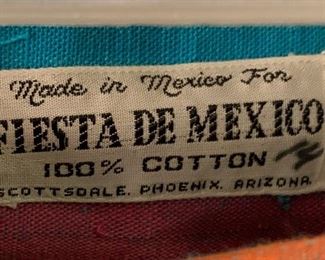 Made in Mexico For
FIESTA DE MEXICO
100% COTTON
SCOTTSDALE. PHOENIX. ARIZONA.